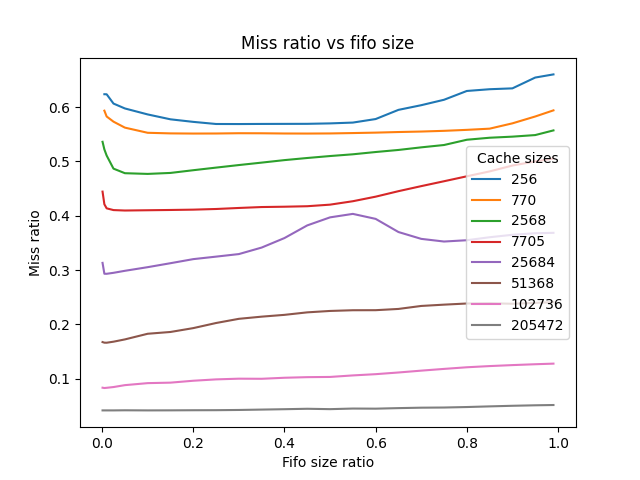 Miss ratio vs fifo size
Miss ratio
0.6
0.5
0.4
0.3
0.2
0.1
Cache sizes
256
770
2568
7705
25684
51368
102736
205472
0.0 0.2 0.4 0.6 0.8 1.0
Fifo size ratio